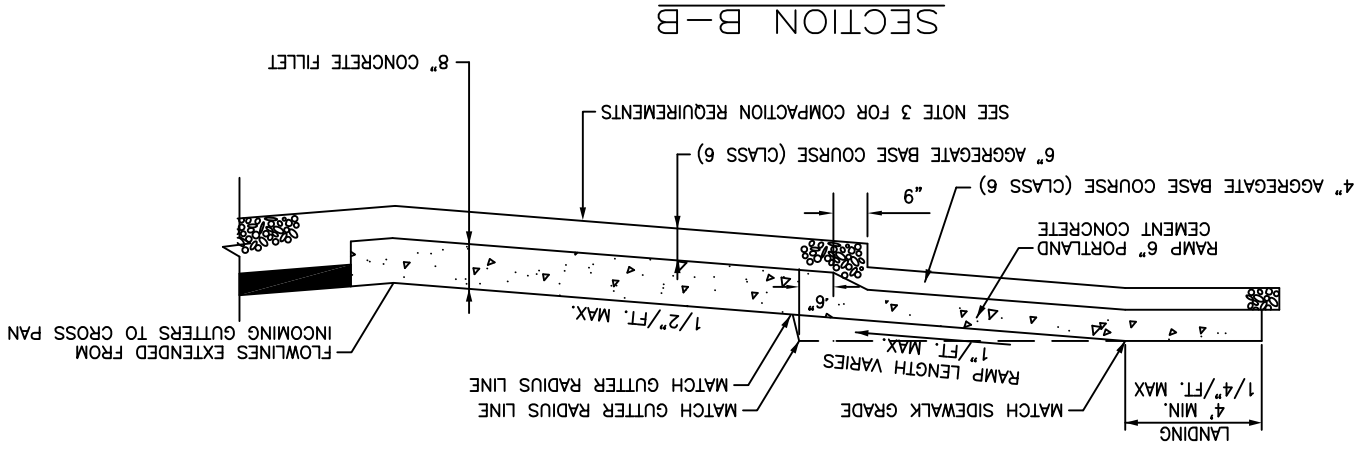 LANDING
4' MIN.
1/4"/FT. MAX
MATCH SIDEWALK GRADE
MATCH GUTTER RADIUS LINE
MATCH GUTTER RADIUS LINE
RAMP LENGTH VARIES
1"/FT. MAX.
1/2"/FT. MAX.
FLOWLINES EXTENDED FROM
INCOMING GUTTERS TO CROSS PAN
9"
RAMP 6" PORTLAND
CEMENT CONCRETE
6"
4" AGGREGATE BASE COURSE (CLASS 6)
6" AGGREGATE BASE COURSE (CLASS 6)
SEE NOTE 3 FOR COMPACTION REQUIREMENTS
8" CONCRETE FILLET
SECTION B-B